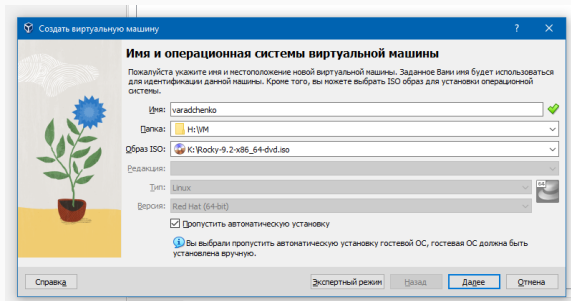 Создать виртуальную машину
Имя и операционная системы виртуальной машины
Пожалуйста укажите имя и местоположение новой виртуальной машины. Заданное Вами имя будет использоваться
для идентификации данной машины. Кроме того, вы можете выбрать ISO образ для установки операционной
системы.
Имя: varadchenko
Папка: H:\VM
Образ ISO: K:\Rocky-9.2-x86_64-dvd.iso
Редакция:
Тип: Linux
Версия: Red Hat (64-bit)
64
Пропустить автоматическую установку
Вы выбрали пропустить автоматическую установку гостевой ОС, гостевая ОС должна быть
установлена вручную.
Справка Экспертный режим Назад Далее Отмена